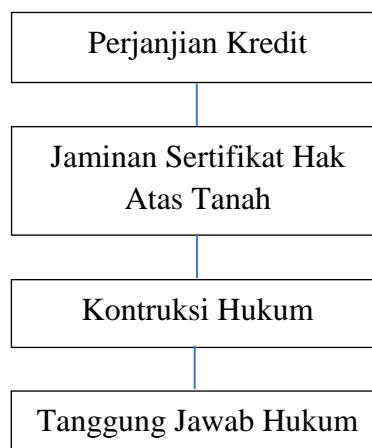 Perjanjian Kredit
Jaminan Sertifikat Hak
Atas Tanah
Kontruksi Hukum
Tanggung Jawab Hukum